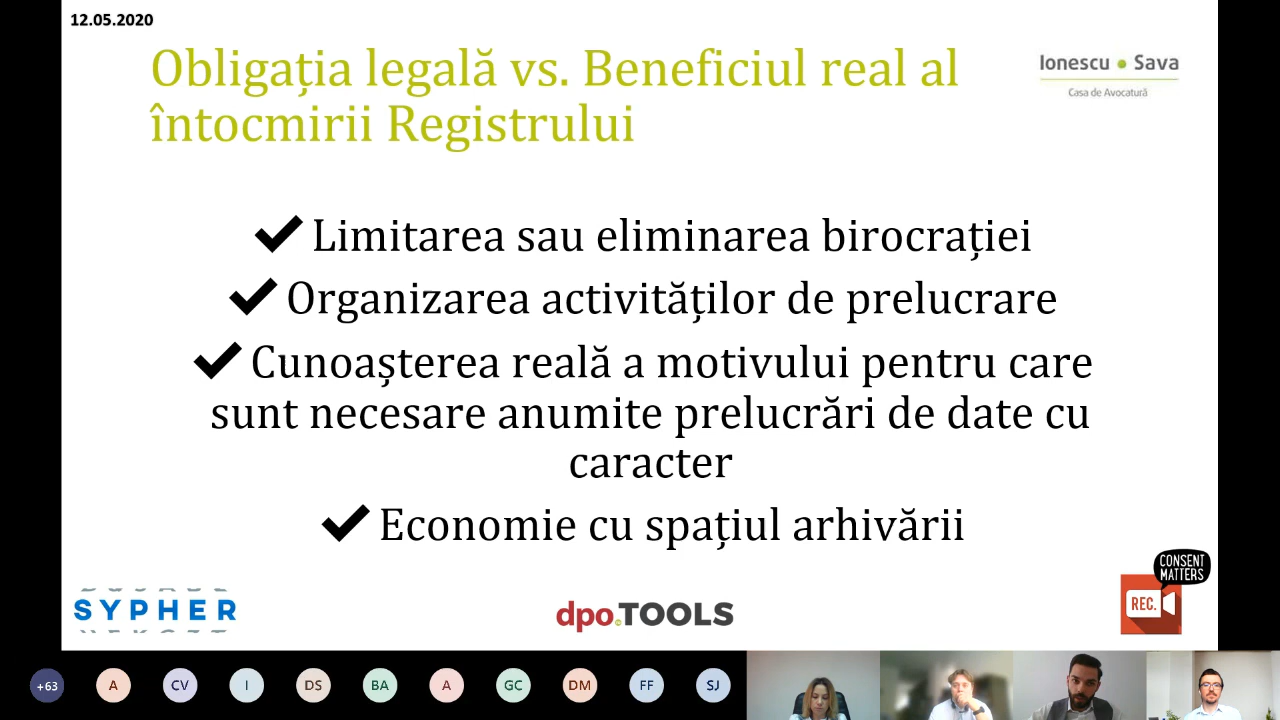 12.05.2020
Obligația legală vs. Beneficiul real al
întocmirii Registrului
Ionescu • Sava
Casa de Avocatură
✔ Limitarea sau eliminarea birocrației
✔ Organizarea activităților de prelucrare
✔ Cunoașterea reală a motivului pentru care
sunt necesare anumite prelucrări de date cu
caracter
✔ Economie cu spațiul arhivării
SYPHER
dpo.TOOLS
CONSENT
MATTERS
REC.
+63 A CV I DS BA A GC DM FF SJ